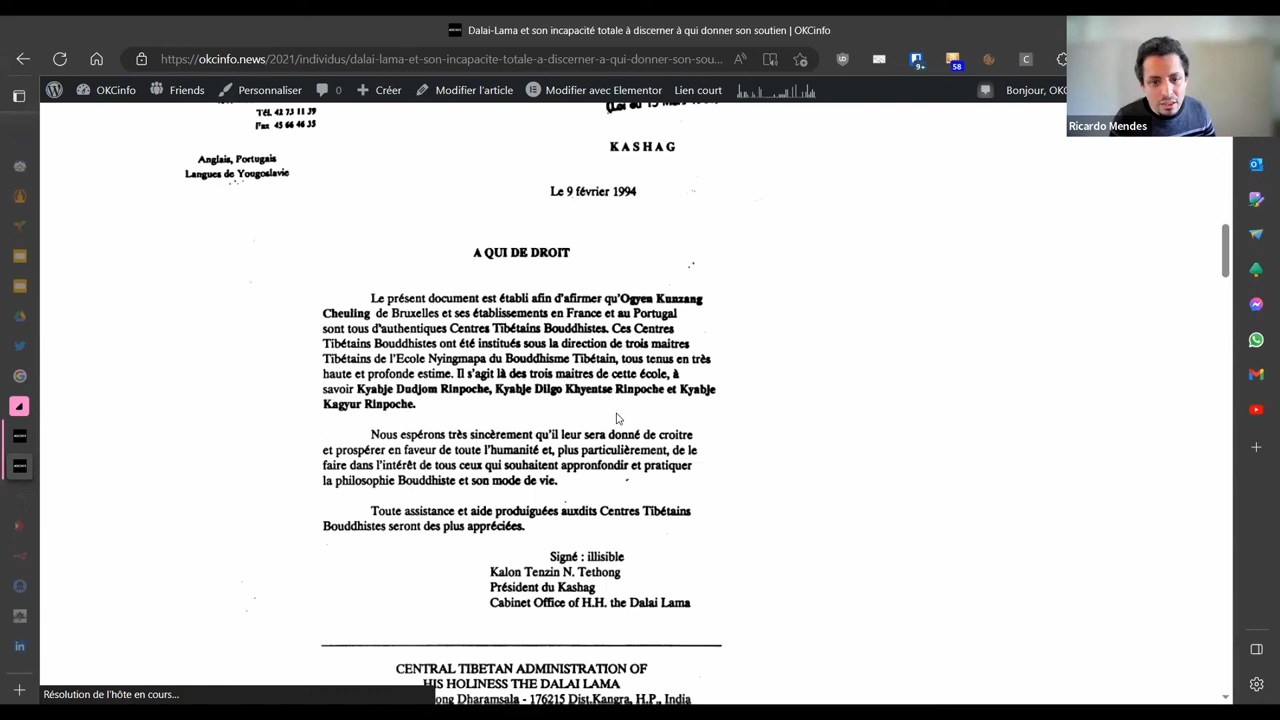 Dalai-Lama et son incapacité totale à discerner à qui donner son soutien | OKCinfo
https://okcinfo.news/2021/individus/dalai-lama-et-son-incapacite-totale-a-discerner-a-qui-donner-son-sou...
9+
58
OKCinfo
Friends
Personnaliser
0
Créer
Modifier l'article
Modifier avec Elementor
Lien court
Bonjour, OK
Ricardo Mendes
Tél. 42 73 11 39
Fax 45 66 46 35
Anglais, Portugais
Langues de Yougoslavie
KASHAG
Le 9 février 1994
A QUI DE DROIT
Le présent document est établi afin d'affirmer qu'Ogyen Kunzang
Cheuling de Bruxelles et ses établissements en France et au Portugal
sont tous d'authentiques Centres Tibétains Bouddhistes. Ces Centres
Tibétains Bouddhistes ont été institués sous la direction de trois maitres
Tibétains de l'Ecole Nyingmapa du Bouddhisme Tibétain, tous tenus en très
haute et profonde estime. Il s'agit là des trois maitres de cette école, à
savoir Kyabje Dudjom Rinpoche, Kyabje Dilgo Khyentse Rinpoche et Kyabje
Kagyur Rinpoche.
Nous espérons très sincèrement qu'il leur sera donné de croitre
et prospérer en faveur de toute l'humanité et, plus particulièrement, de le
faire dans l'intérêt de tous ceux qui souhaitent approfondir et pratiquer
la philosophie Bouddhiste et son mode de vie.
Toute assistance et aide produiguées auxdits Centres Tibétains
Bouddhistes seront des plus appréciées.
Signé : illisible
Kalon Tenzin N. Tethong
Président du Kashag
Cabinet Office of H.H. the Dalai Lama
CENTRAL TIBETAN ADMINISTRATION OF
HIS HOLINESS THE DALAI LAMA
ong Dharamsala - 176215 Dist.Kangra, H.P., India
Résolution de l'hôte en cours...